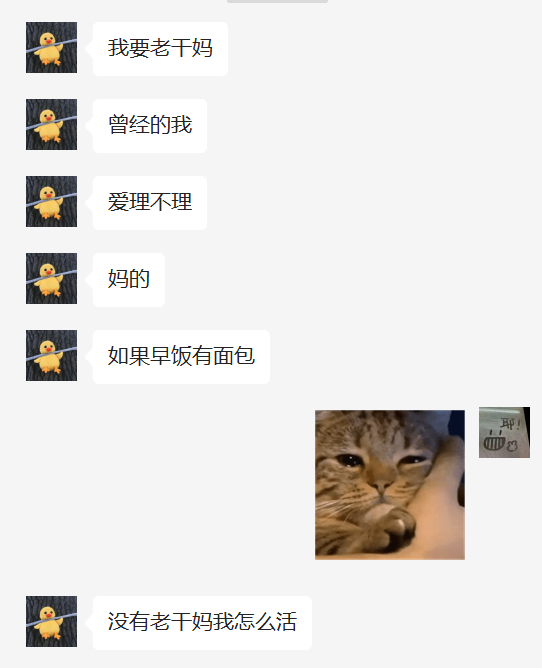 我要老干妈
曾经的我
爱理不理
妈的
如果早饭有面包
耶!
没有老干妈我怎么活